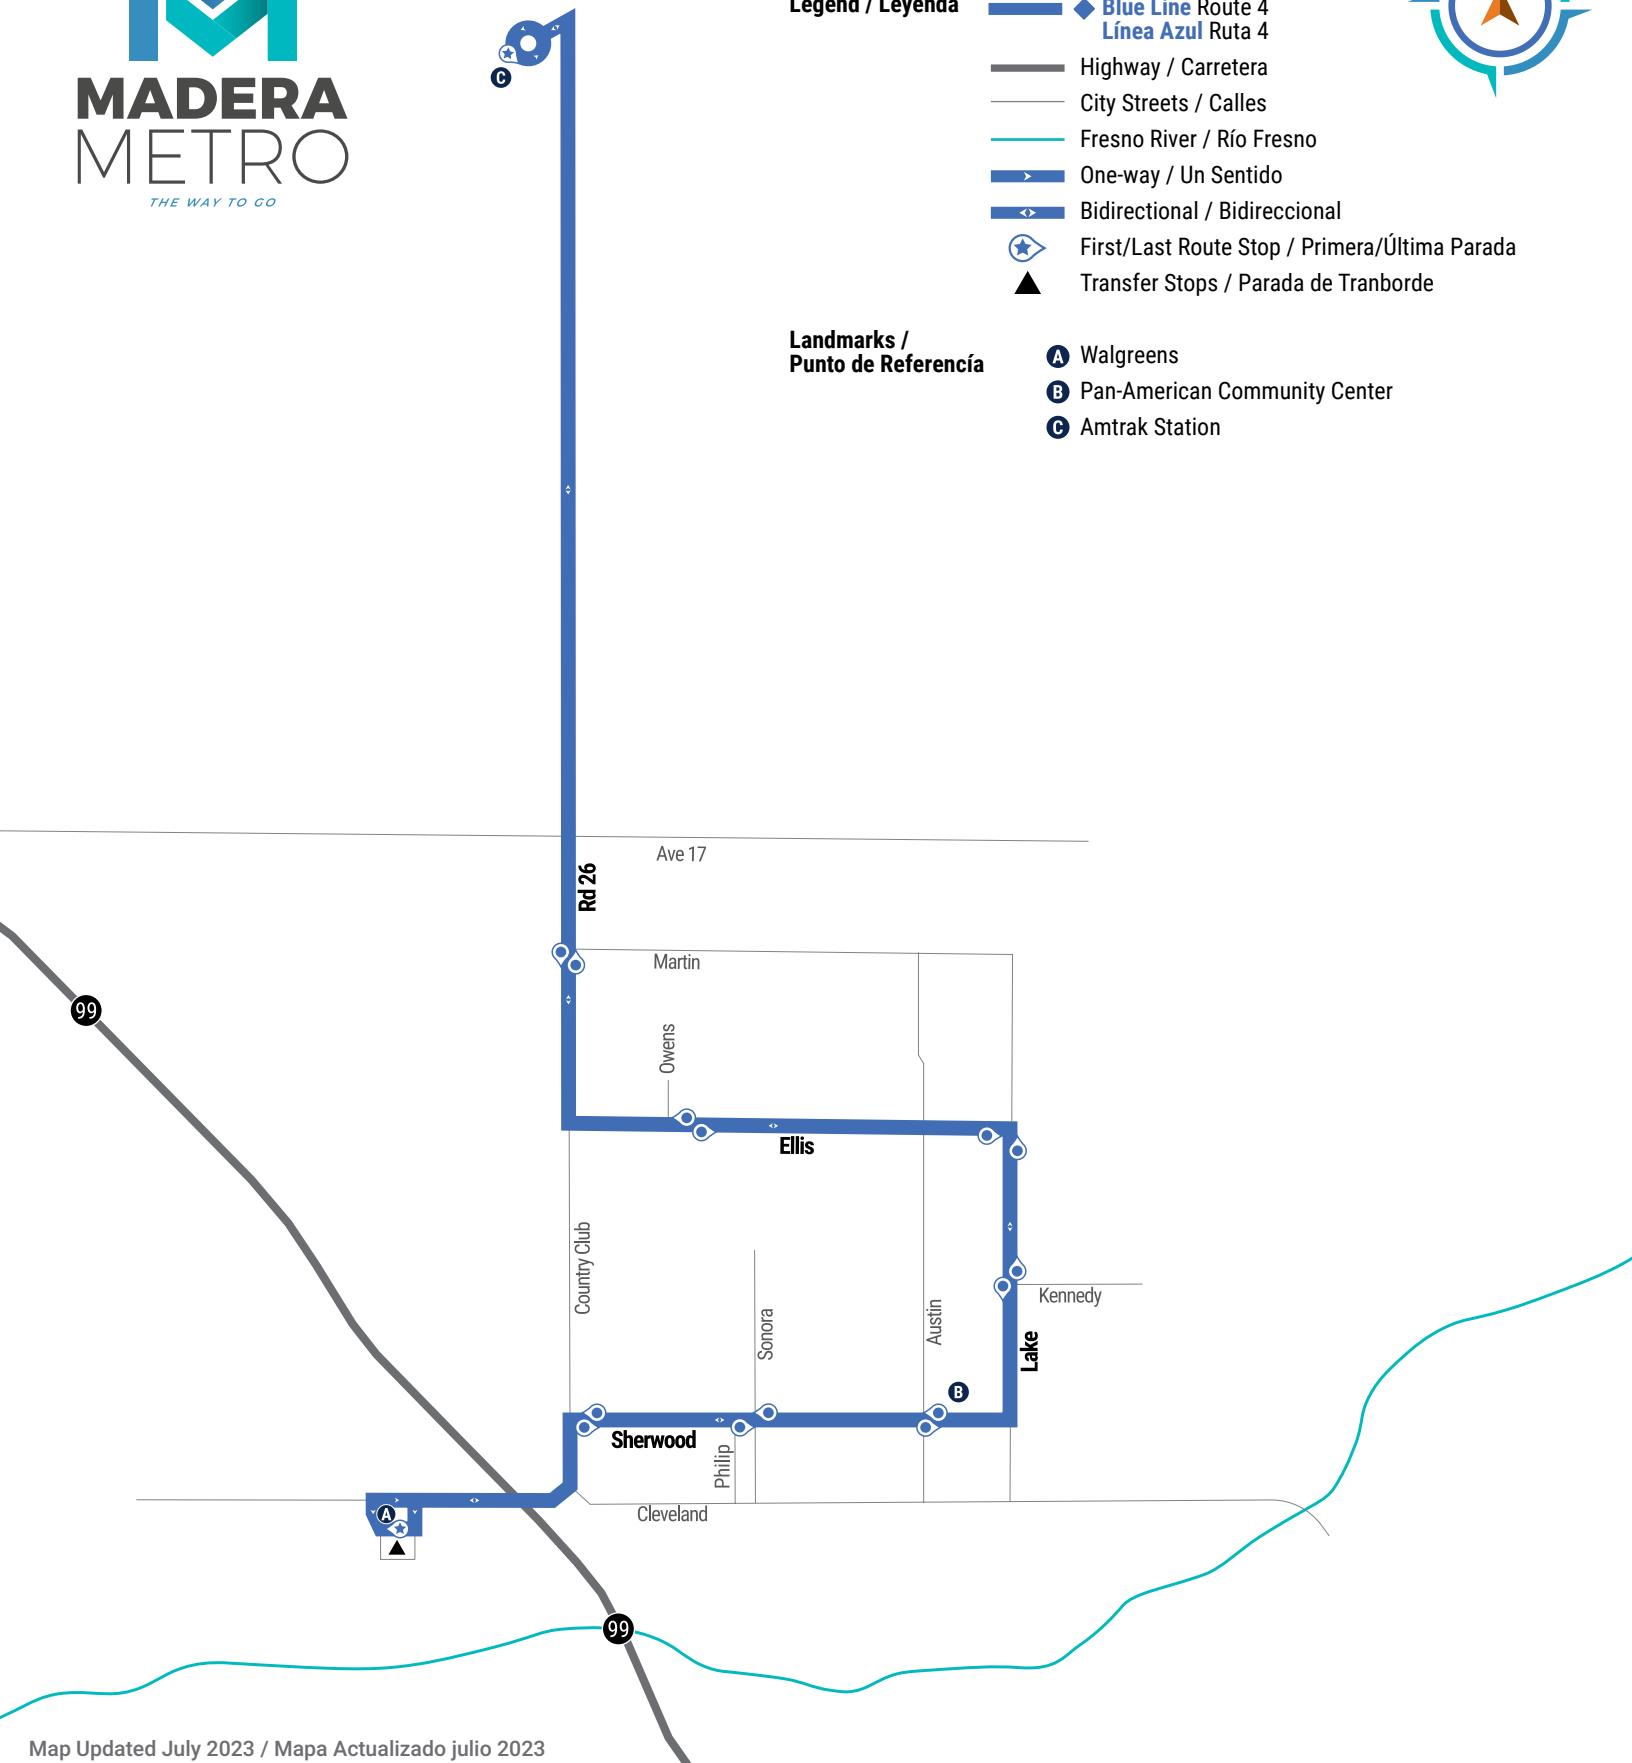 MADERA
METRO
THE WAY TO GO
Legend / Leyenda
Blue Line Route 4
Línea Azul Ruta 4
Highway / Carretera
City Streets / Calles
Fresno River / Río Fresno
One-way / Un Sentido
Bidirectional / Bidireccional
First/Last Route Stop / Primera/Última Parada
Transfer Stops / Parada de Tranborde
Landmarks /
Punto de Referencía
A Walgreens
B Pan-American Community Center
C Amtrak Station
C
Ave 17
Rd 26
Martin
99
Owens
Ellis
Country Club
Sonora
Austin
Kennedy
Lake
B
Sherwood
Philip
A
Cleveland
99
Map Updated July 2023 / Mapa Actualizado julio 2023